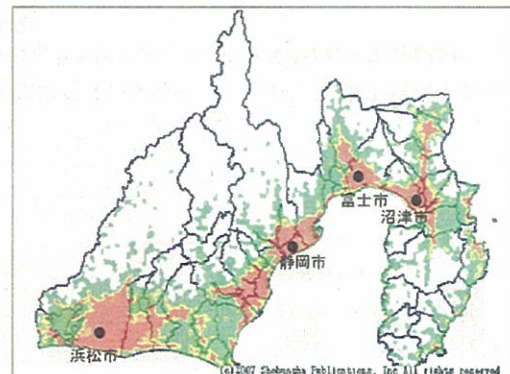 富士市
沼津市
静岡市
浜松市
(c)2007 Shobunsha Publications, Inc All rights reserved